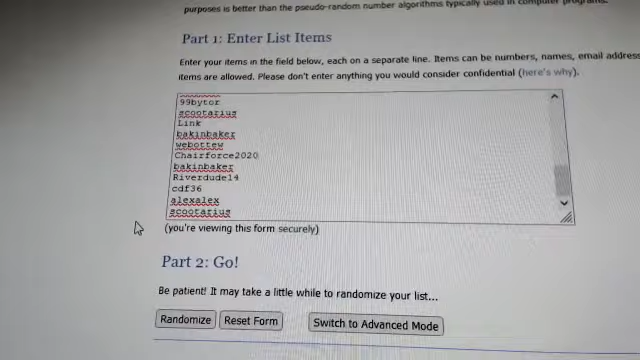 purposes is better than the pseudo-random number algorithms typically used in computer programs.
Part 1: Enter List Items
Enter your items in the field below, each on a separate line. Items can be numbers, names, email address
items are allowed. Please don't enter anything you would consider confidential (here's why).
99bytor
scootarius
Link
bakinbaker
webottew
Chairforce2020
bakinbaker
Riverdude14
cdf36
alexalex
scootarius
(you're viewing this form securely)
Part 2: Go!
Be patient! It may take a little while to randomize your list...
Randomize
Reset Form
Switch to Advanced Mode